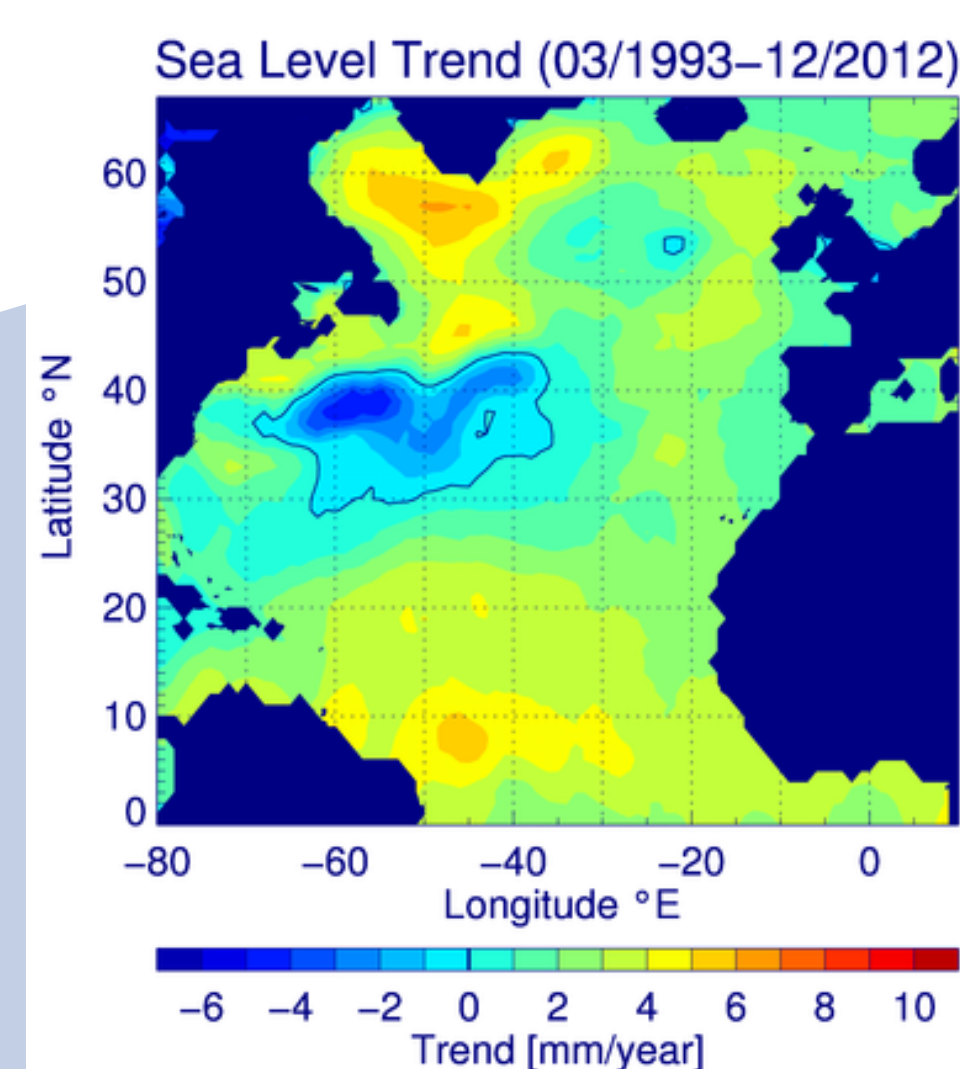 Sea Level Trend (03/1993–12/2012)
60
50
40
30
20
10
0
Latitude °N
−80 −60 −40 −20 0
Longitude °E
−6 −4 −2 0 2 4 6 8 10
Trend [mm/year]